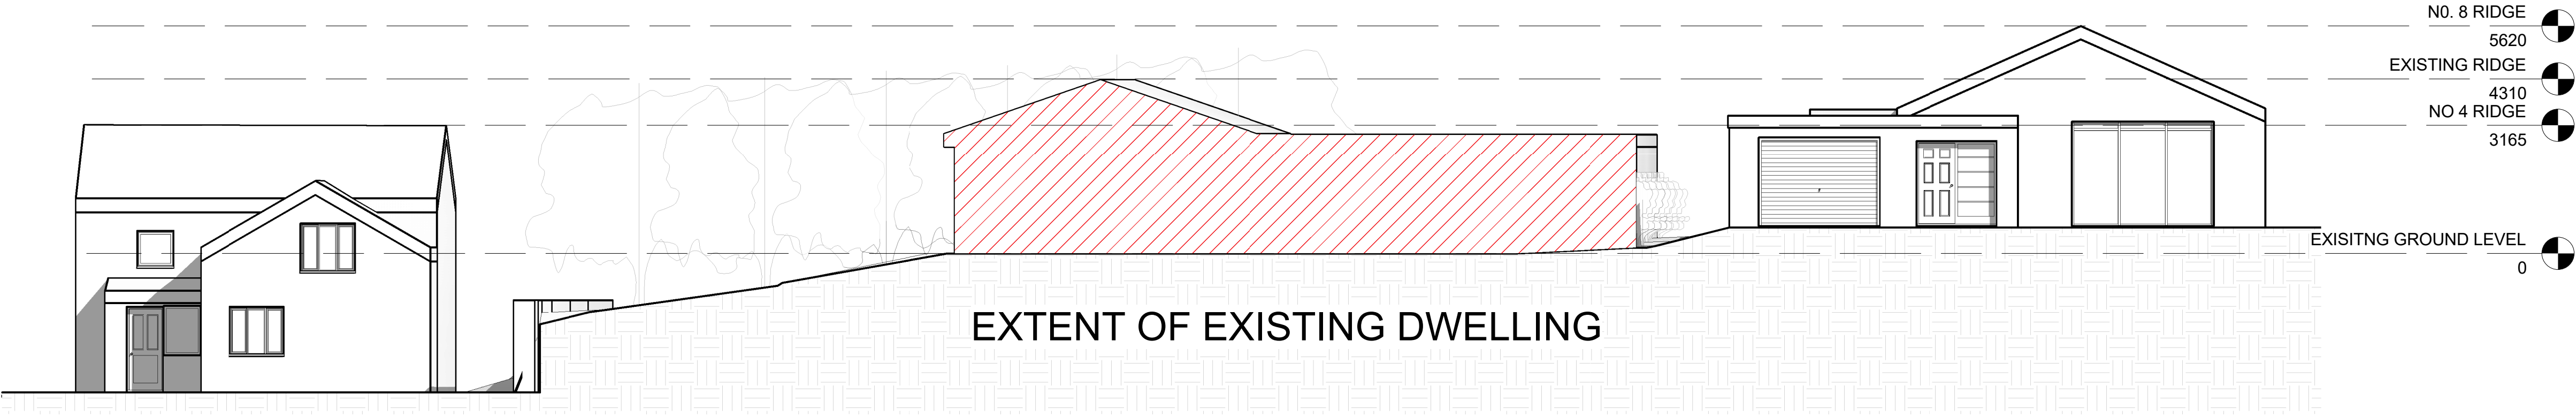 N0. 8 RIDGE
5620
EXISTING RIDGE
4310
NO 4 RIDGE
3165
EXISITNG GROUND LEVEL
0
EXTENT OF EXISTING DWELLING